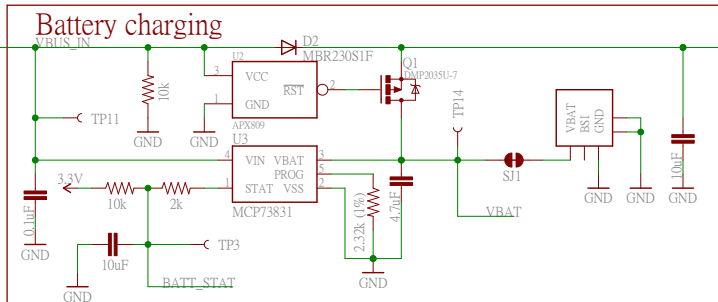 Battery charging
VBUS_IN
D2
MBR230S1F
U2
Q1
DMP2035U-7
3
VCC
RST
2
10k
1
GND
TP14
VBAT
BSI
GND
TP11
GND
GND
APX809
U3
4
VIN
VBAT
3
PROG
5
10uF
3.3V
1
STAT
VSS
2
SJ1
0.1uF
10k
2k
MCP73831
2.32k (1%)
4.7uF
GND
GND
GND
VBAT
TP3
GND
10uF
GND
BATT_STAT
GND